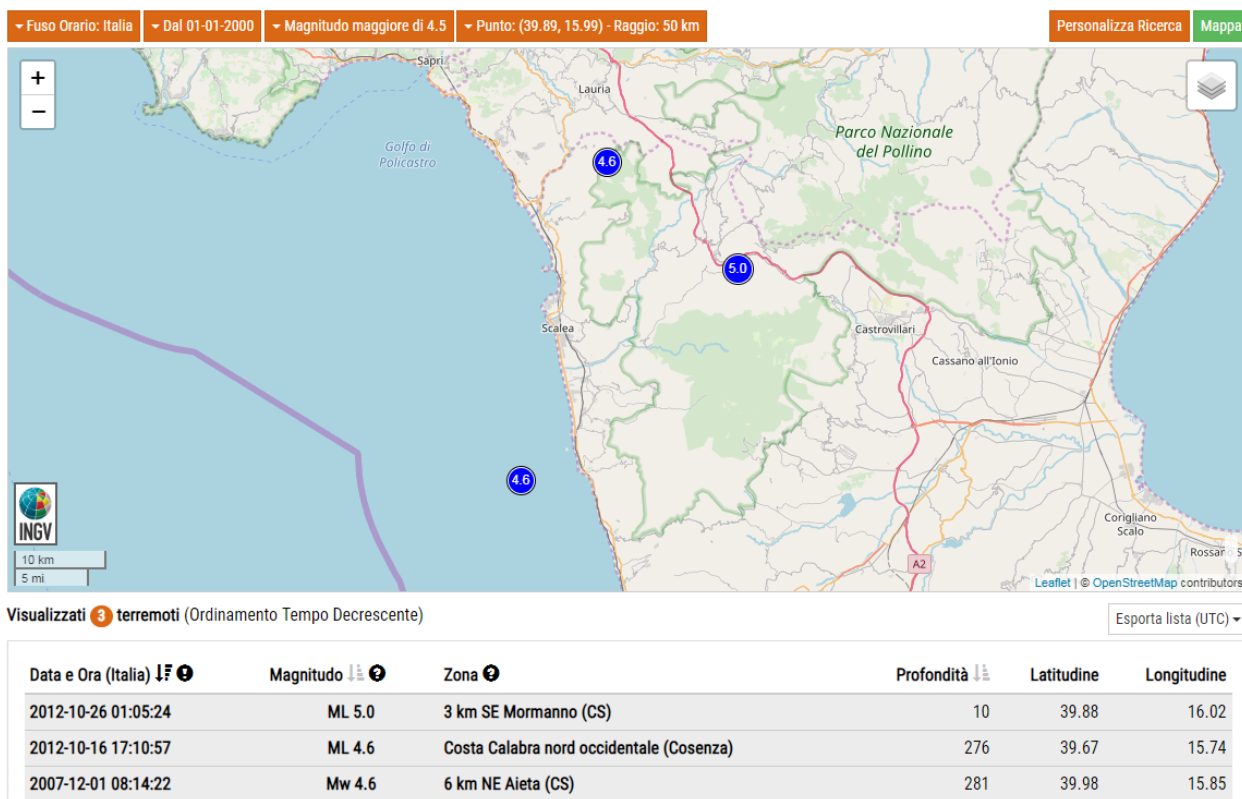 Fuso Orario: Italia
Dal 01-01-2000
Magnitudo maggiore di 4.5
Punto: (39.89, 15.99) - Raggio: 50 km
Personalizza Ricerca
Mappa
+
−
Sapri
Lauria
Golfo di
Policastro
Parco Nazionale
del Pollino
4.6
5.0
Scalea
Castrovillari
Cassano all'Ionio
4.6
INGV
10 km
5 mi
Corigliano
Scalo
Rossano S
A2
Leaflet | © OpenStreetMap contributors
Visualizzati 3 terremoti (Ordinamento Tempo Decrescente)
Esporta lista (UTC)
Data e Ora (Italia) Magnitudo Zona Profondità Latitudine Longitudine
2012-10-26 01:05:24 ML 5.0 3 km SE Mormanno (CS) 10 39.88 16.02
2012-10-16 17:10:57 ML 4.6 Costa Calabra nord occidentale (Cosenza) 276 39.67 15.74
2007-12-01 08:14:22 Mw 4.6 6 km NE Aieta (CS) 281 39.98 15.85